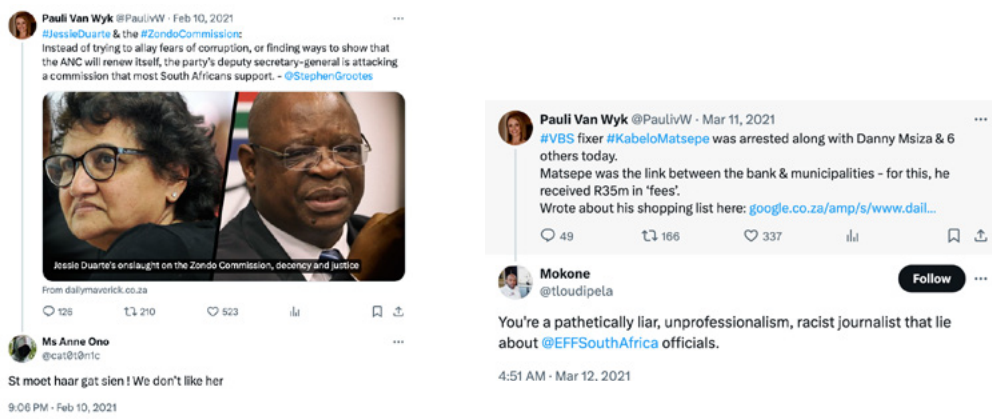 Pauli Van Wyk @PaulivW · Feb 10, 2021
#JessieDuarte & the #ZondoCommission:
Instead of trying to allay fears of corruption, or finding ways to show that
the ANC will renew itself, the party's deputy secretary-general is attacking
a commission that most South Africans support. - @StephenGrootes
Jessie Duarte's onslaught on the Zondo Commission, decency and justice
From dailymaverick.co.za
126 210 523
Ms Anne Ono
@cat0t0n1c
St moet haar gat sien ! We don't like her
9:06 PM · Feb 10, 2021
Pauli Van Wyk @PaulivW · Mar 11, 2021
#VBS fixer #KabeloMatsepe was arrested along with Danny Msiza & 6
others today.
Matsepe was the link between the bank & municipalities - for this, he
received R35m in 'fees'.
Wrote about his shopping list here: google.co.za/amp/s/www.dail...
49 166 337
Mokone
@tloudipela
Follow
You're a pathetically liar, unprofessionalism, racist journalist that lie
about @EFFSouthAfrica officials.
4:51 AM · Mar 12, 2021